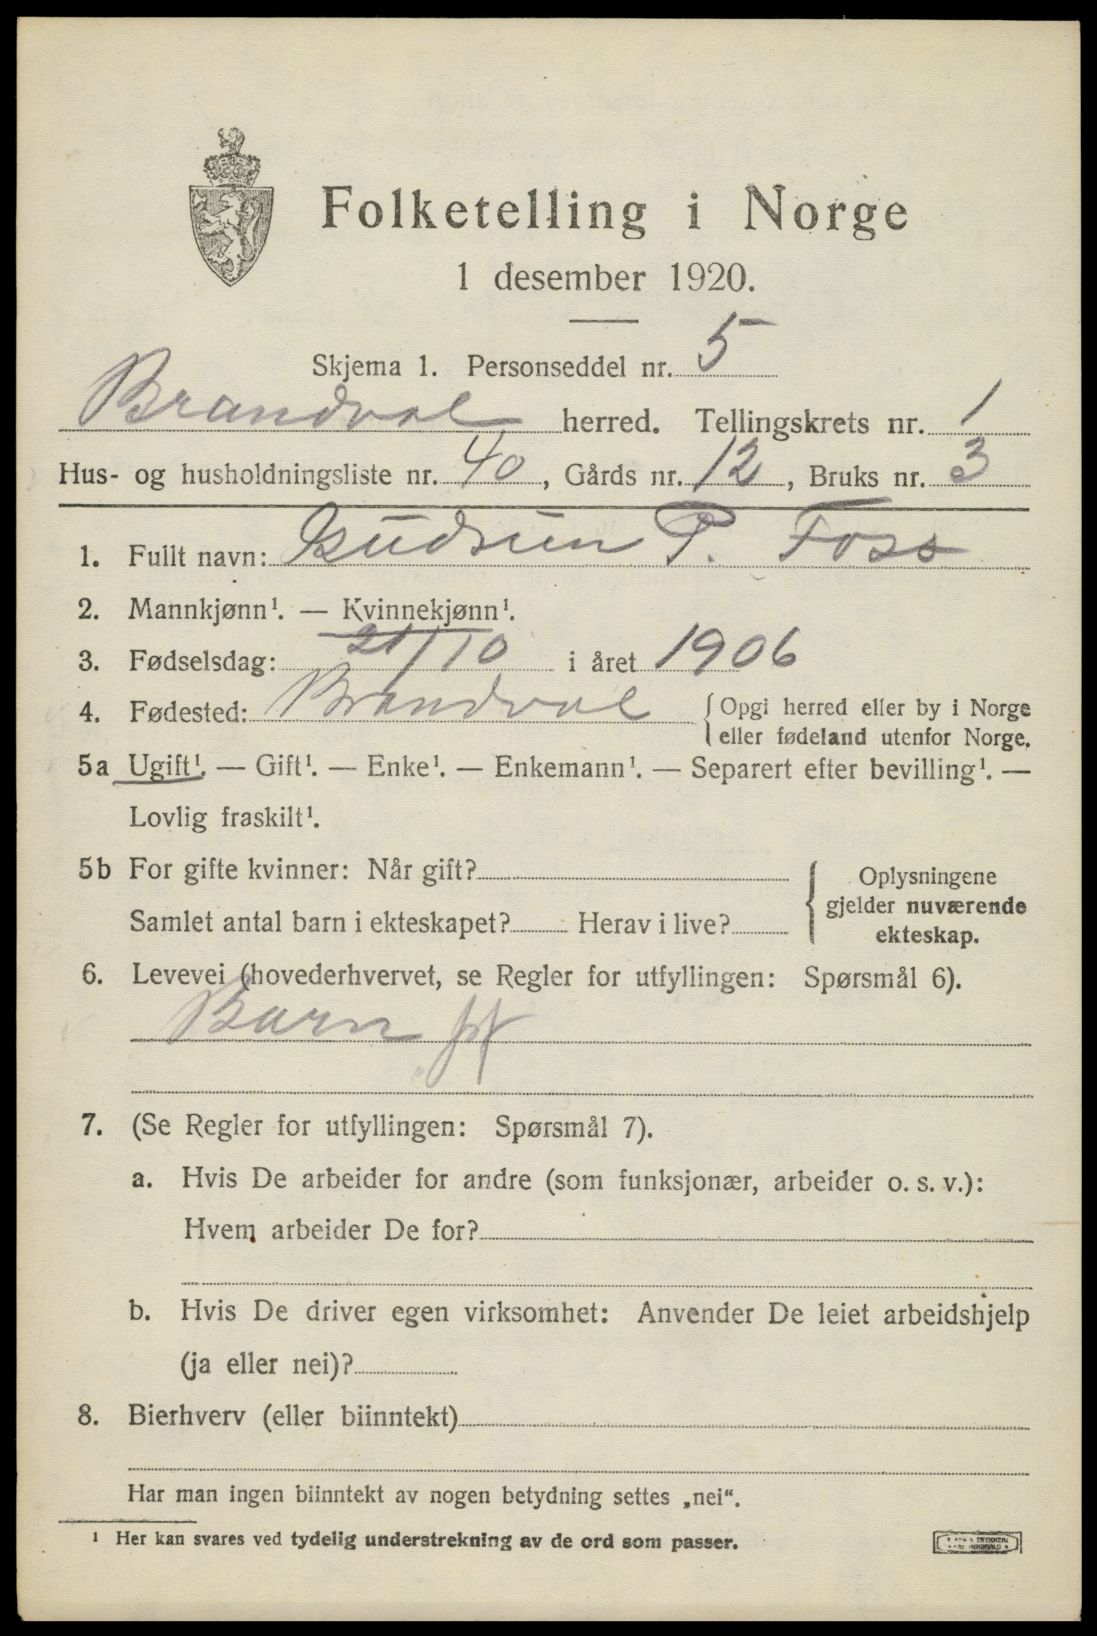 Folketelling i Norge
1 desember 1920.
Skjema 1. Personseddel nr. 5
Brandval herred. Tellingskrets nr. 1
Hus- og husholdningsliste nr. 40, Gårds nr. 12, Bruks nr. 3
1. Fullt navn: Gudrun P. Foss
2. Mannkjønn¹. — Kvinnekjønn¹.
3. Fødselsdag: 21/10 i året 1906
4. Fødested: Brandval {Opgi herred eller by i Norge
eller fødeland utenfor Norge.
5a Ugift¹. — Gift¹. — Enke¹. — Enkemann¹. — Separert efter bevilling¹. —
Lovlig fraskilt¹.
5b For gifte kvinner: Når gift?
Samlet antal barn i ekteskapet? Herav i live?
Oplysningene
gjelder nuværende
ekteskap.
6. Levevei (hovederhvervet, se Regler for utfyllingen: Spørsmål 6).
Barn
7. (Se Regler for utfyllingen: Spørsmål 7).
a. Hvis De arbeider for andre (som funksjonær, arbeider o. s. v.):
Hvem arbeider De for?
b. Hvis De driver egen virksomhet: Anvender De leiet arbeidshjelp
(ja eller nei)?
8. Bierhverv (eller biinntekt)
Har man ingen biinntekt av nogen betydning settes „nei“.
¹ Her kan svares ved tydelig understrekning av de ord som passer.